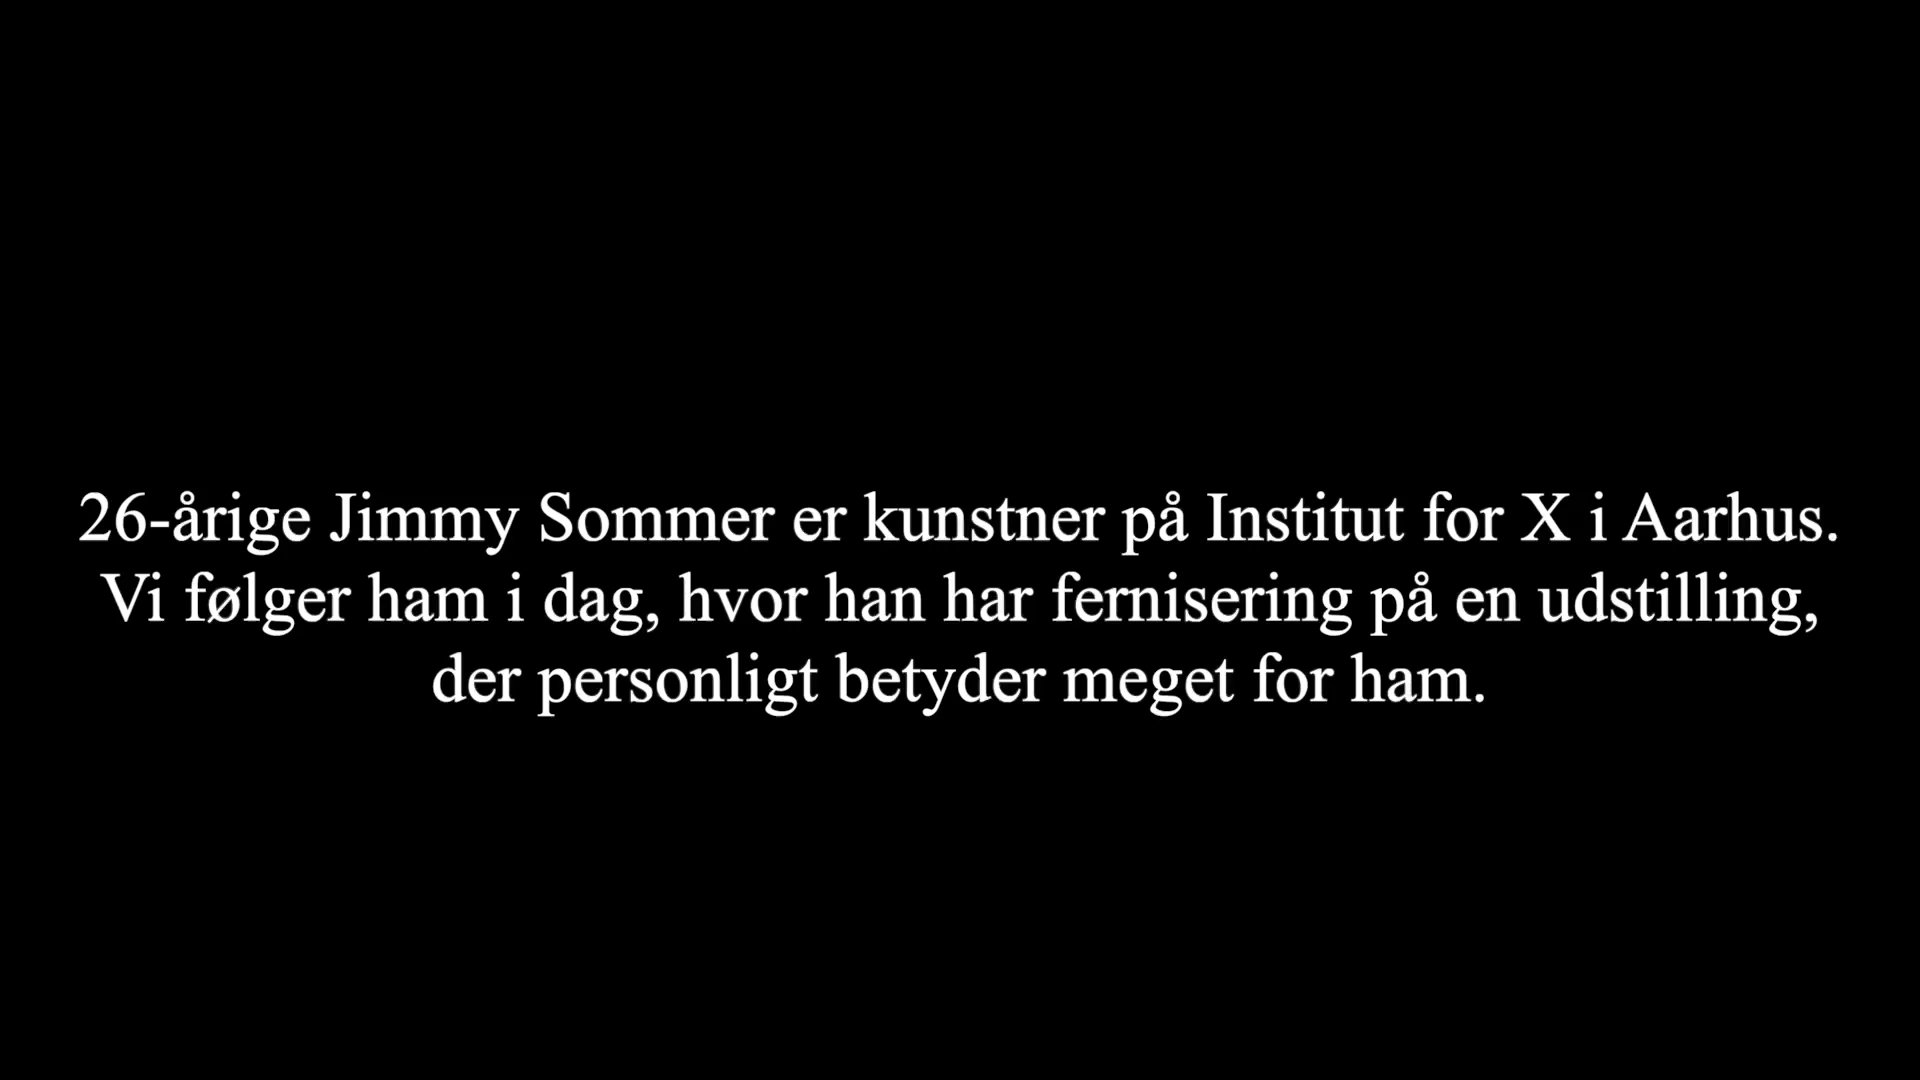 26-årige Jimmy Sommer er kunstner på Institut for X i Aarhus.
Vi følger ham i dag, hvor han har fernisering på en udstilling,
der personligt betyder meget for ham.